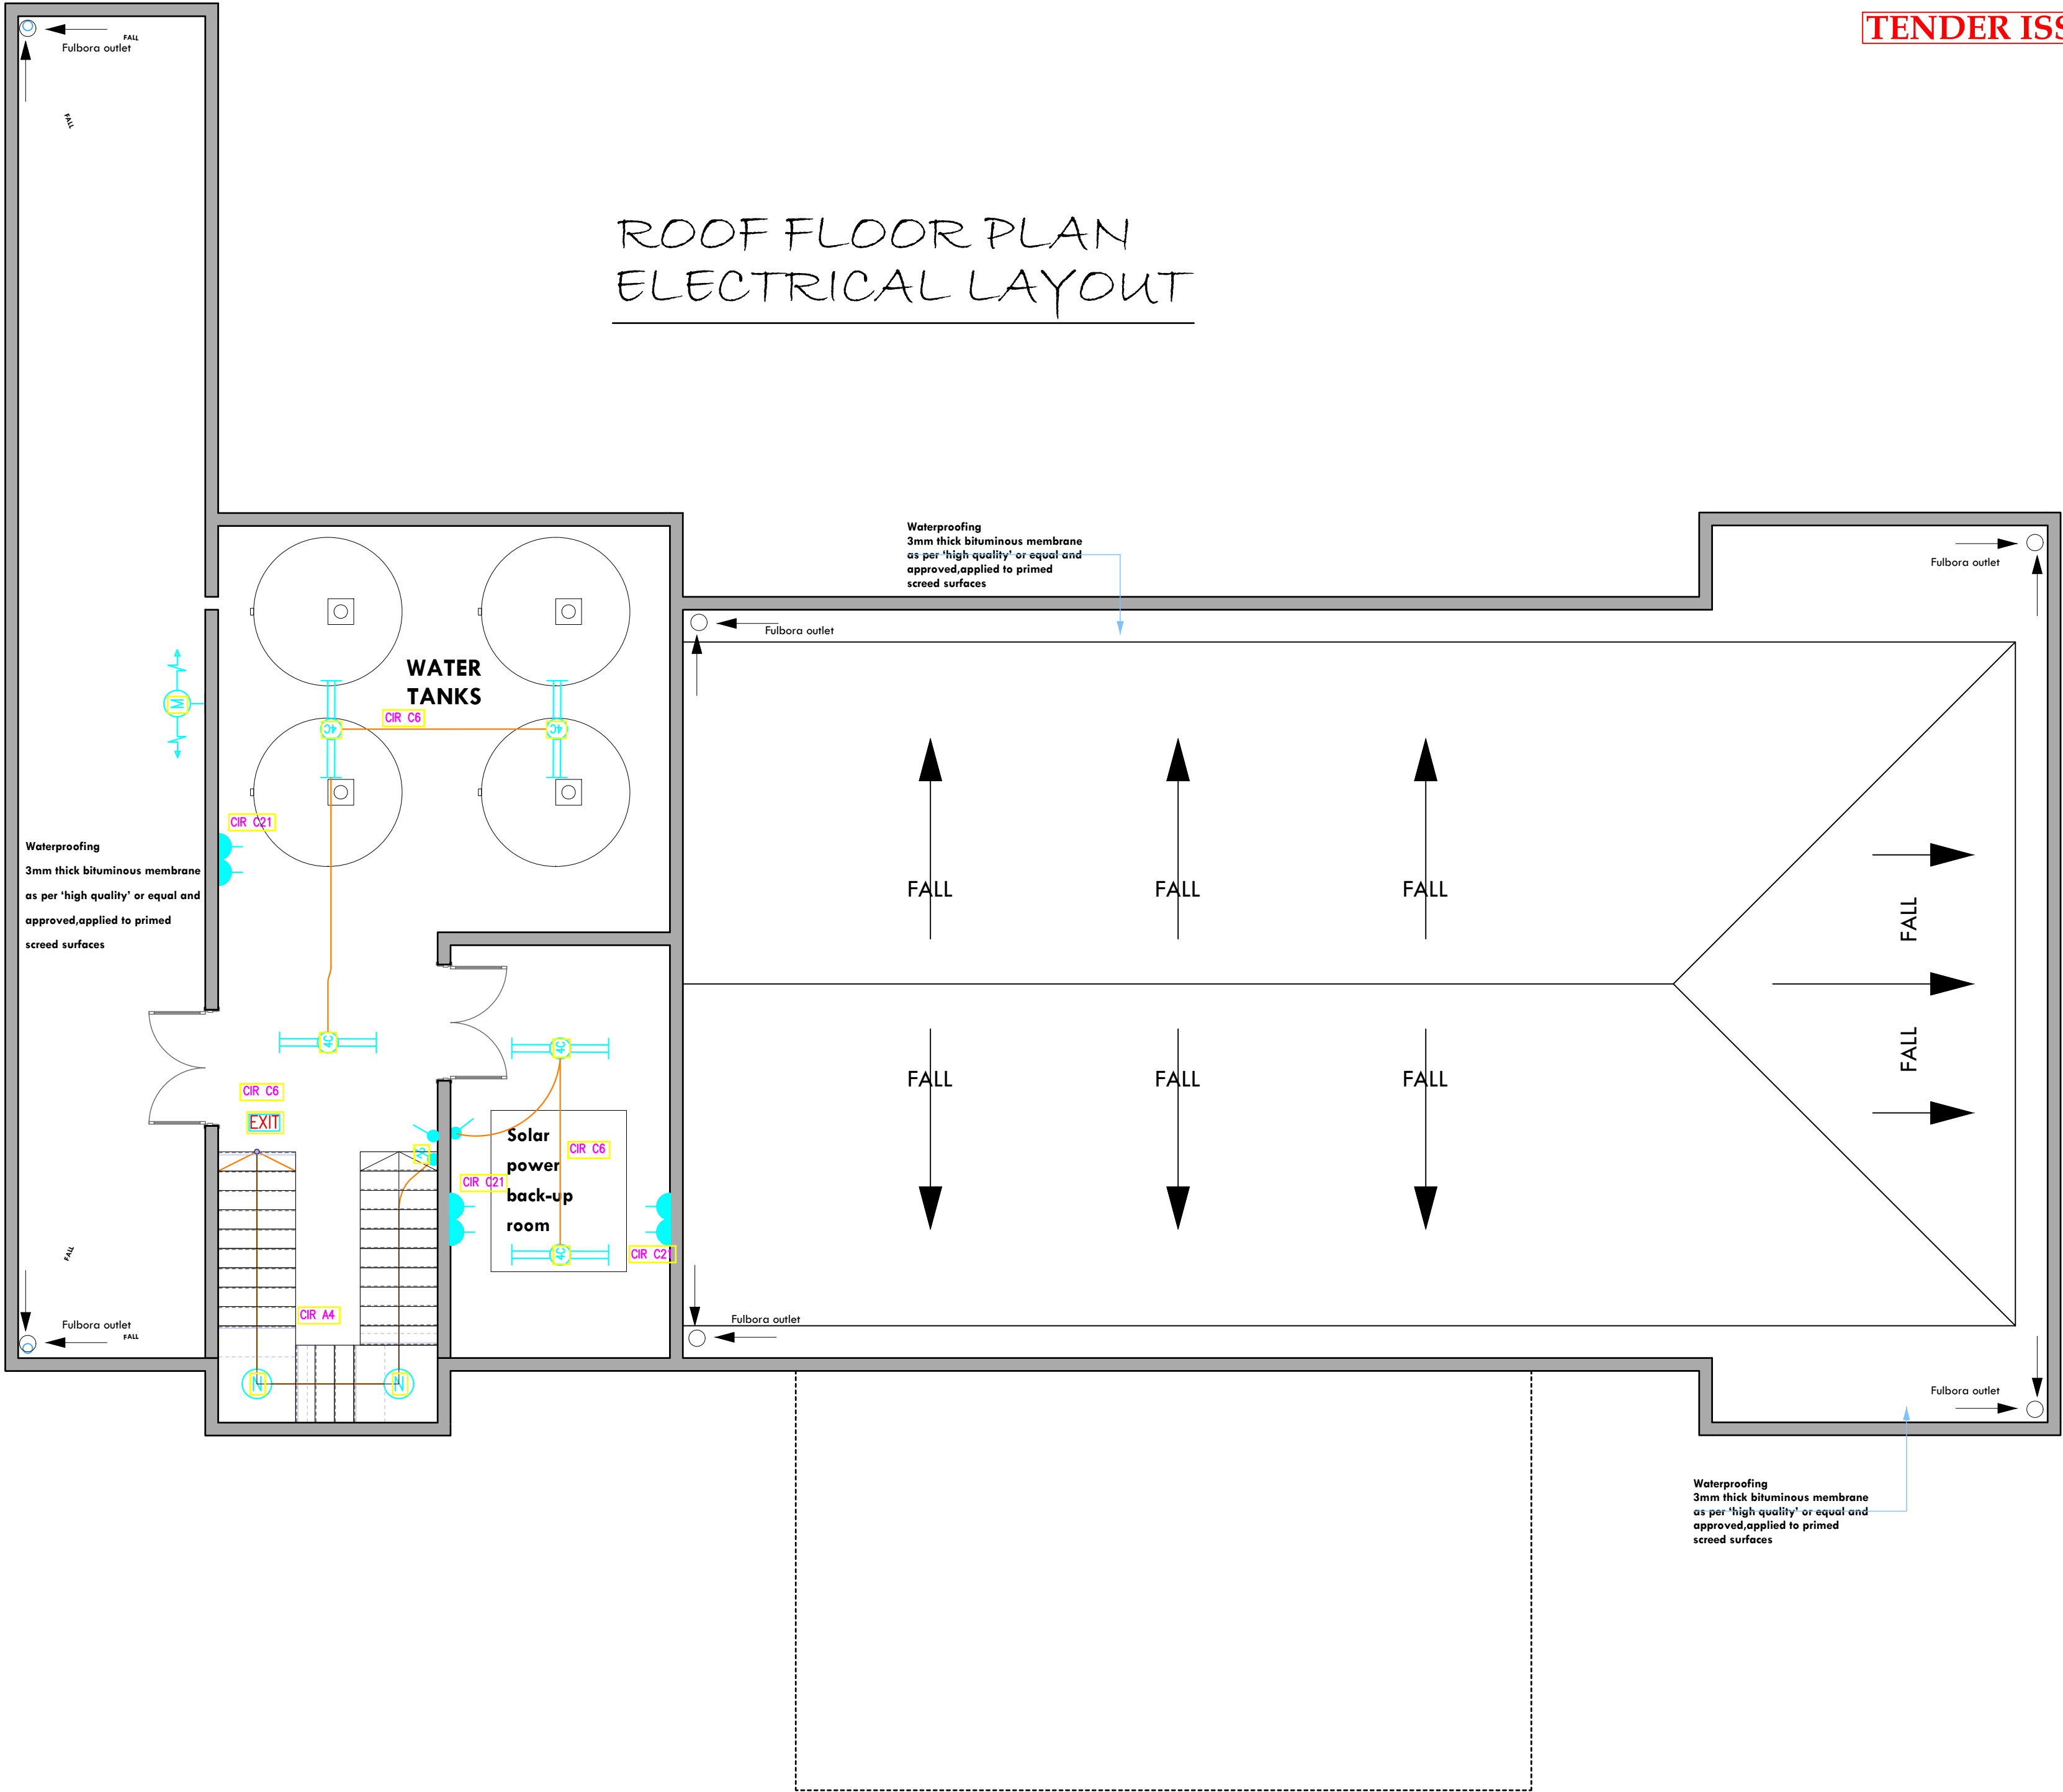 TENDER ISS
FALL
Fulbora outlet
FALL
ROOF FLOOR PLAN
ELECTRICAL LAYOUT
Waterproofing
3mm thick bituminous membrane
as per ‘high quality’ or equal and
approved,applied to primed
screed surfaces
Fulbora outlet
Fulbora outlet
WATER
TANKS
M
CIR C6
4C
4C
CIR C21
Waterproofing
3mm thick bituminous membrane
as per ‘high quality’ or equal and
approved,applied to primed
screed surfaces
FALL
FALL
FALL
FALL
FALL
4C
4C
FALL
FALL
FALL
CIR C6
EXIT
Solar
power
back-up
room
CIR C6
CIR C21
4C
CIR C21
FALL
CIR A4
Fulbora outlet
FALL
Fulbora outlet
N
N
Fulbora outlet
Waterproofing
3mm thick bituminous membrane
as per ‘high quality’ or equal and
approved,applied to primed
screed surfaces